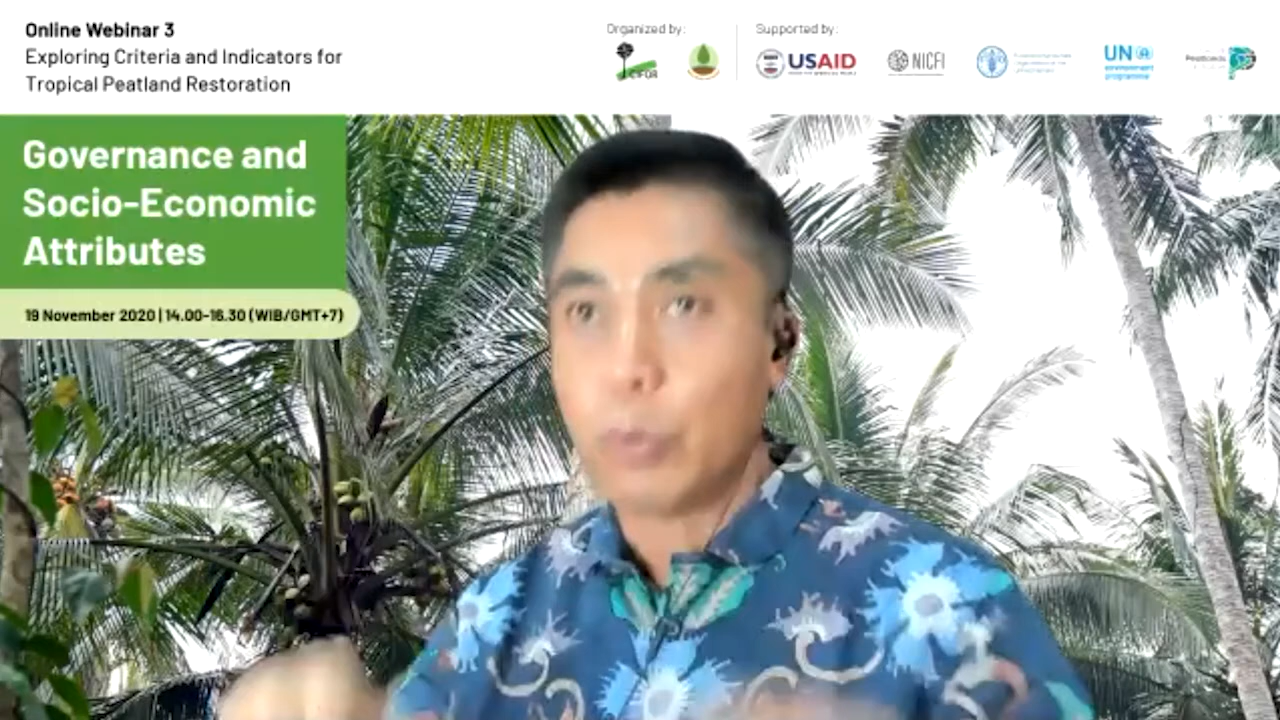 Online Webinar 3
Exploring Criteria and Indicators for
Tropical Peatland Restoration
Organized by:
Supported by:
CIFOR
USAID
NICFI
UN
environment
programme
Governance and
Socio-Economic
Attributes
19 November 2020 | 14.00-16.30 (WIB/GMT+7)